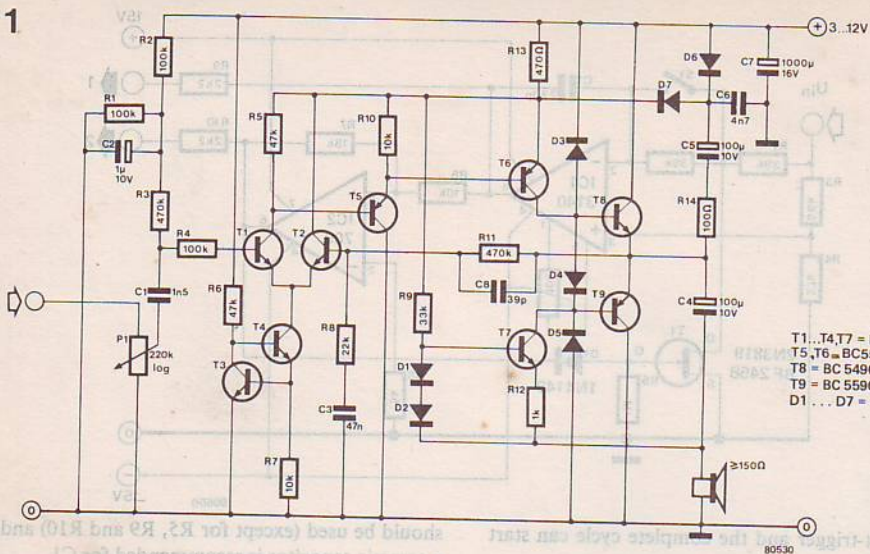 1
3...12V
R2
100k
R1
100k
C2
1µ
10V
R3
470k
R4
100k
C1
1n5
P1
220k
log
R5
47k
R10
10k
T1
T2
T5
R6
47k
T4
T3
R7
10k
R8
22k
C3
47n
R11
470k
C8
39p
R9
33k
D1
D2
T7
R12
1k
R13
470Ω
T6
D3
T8
D4
T9
D5
D7
D6
C6
4n7
C7
1000µ
16V
C5
100µ
10V
R14
100Ω
C4
100µ
10V
≥150Ω
T1...T4,T7 =
T5,T6 = BC55
T8 = BC 5496
T9 = BC 5596
D1 ... D7 =
0
0
80530
t-trigger and the complete cycle can start
should be used (except for R5, R9 and R10) and